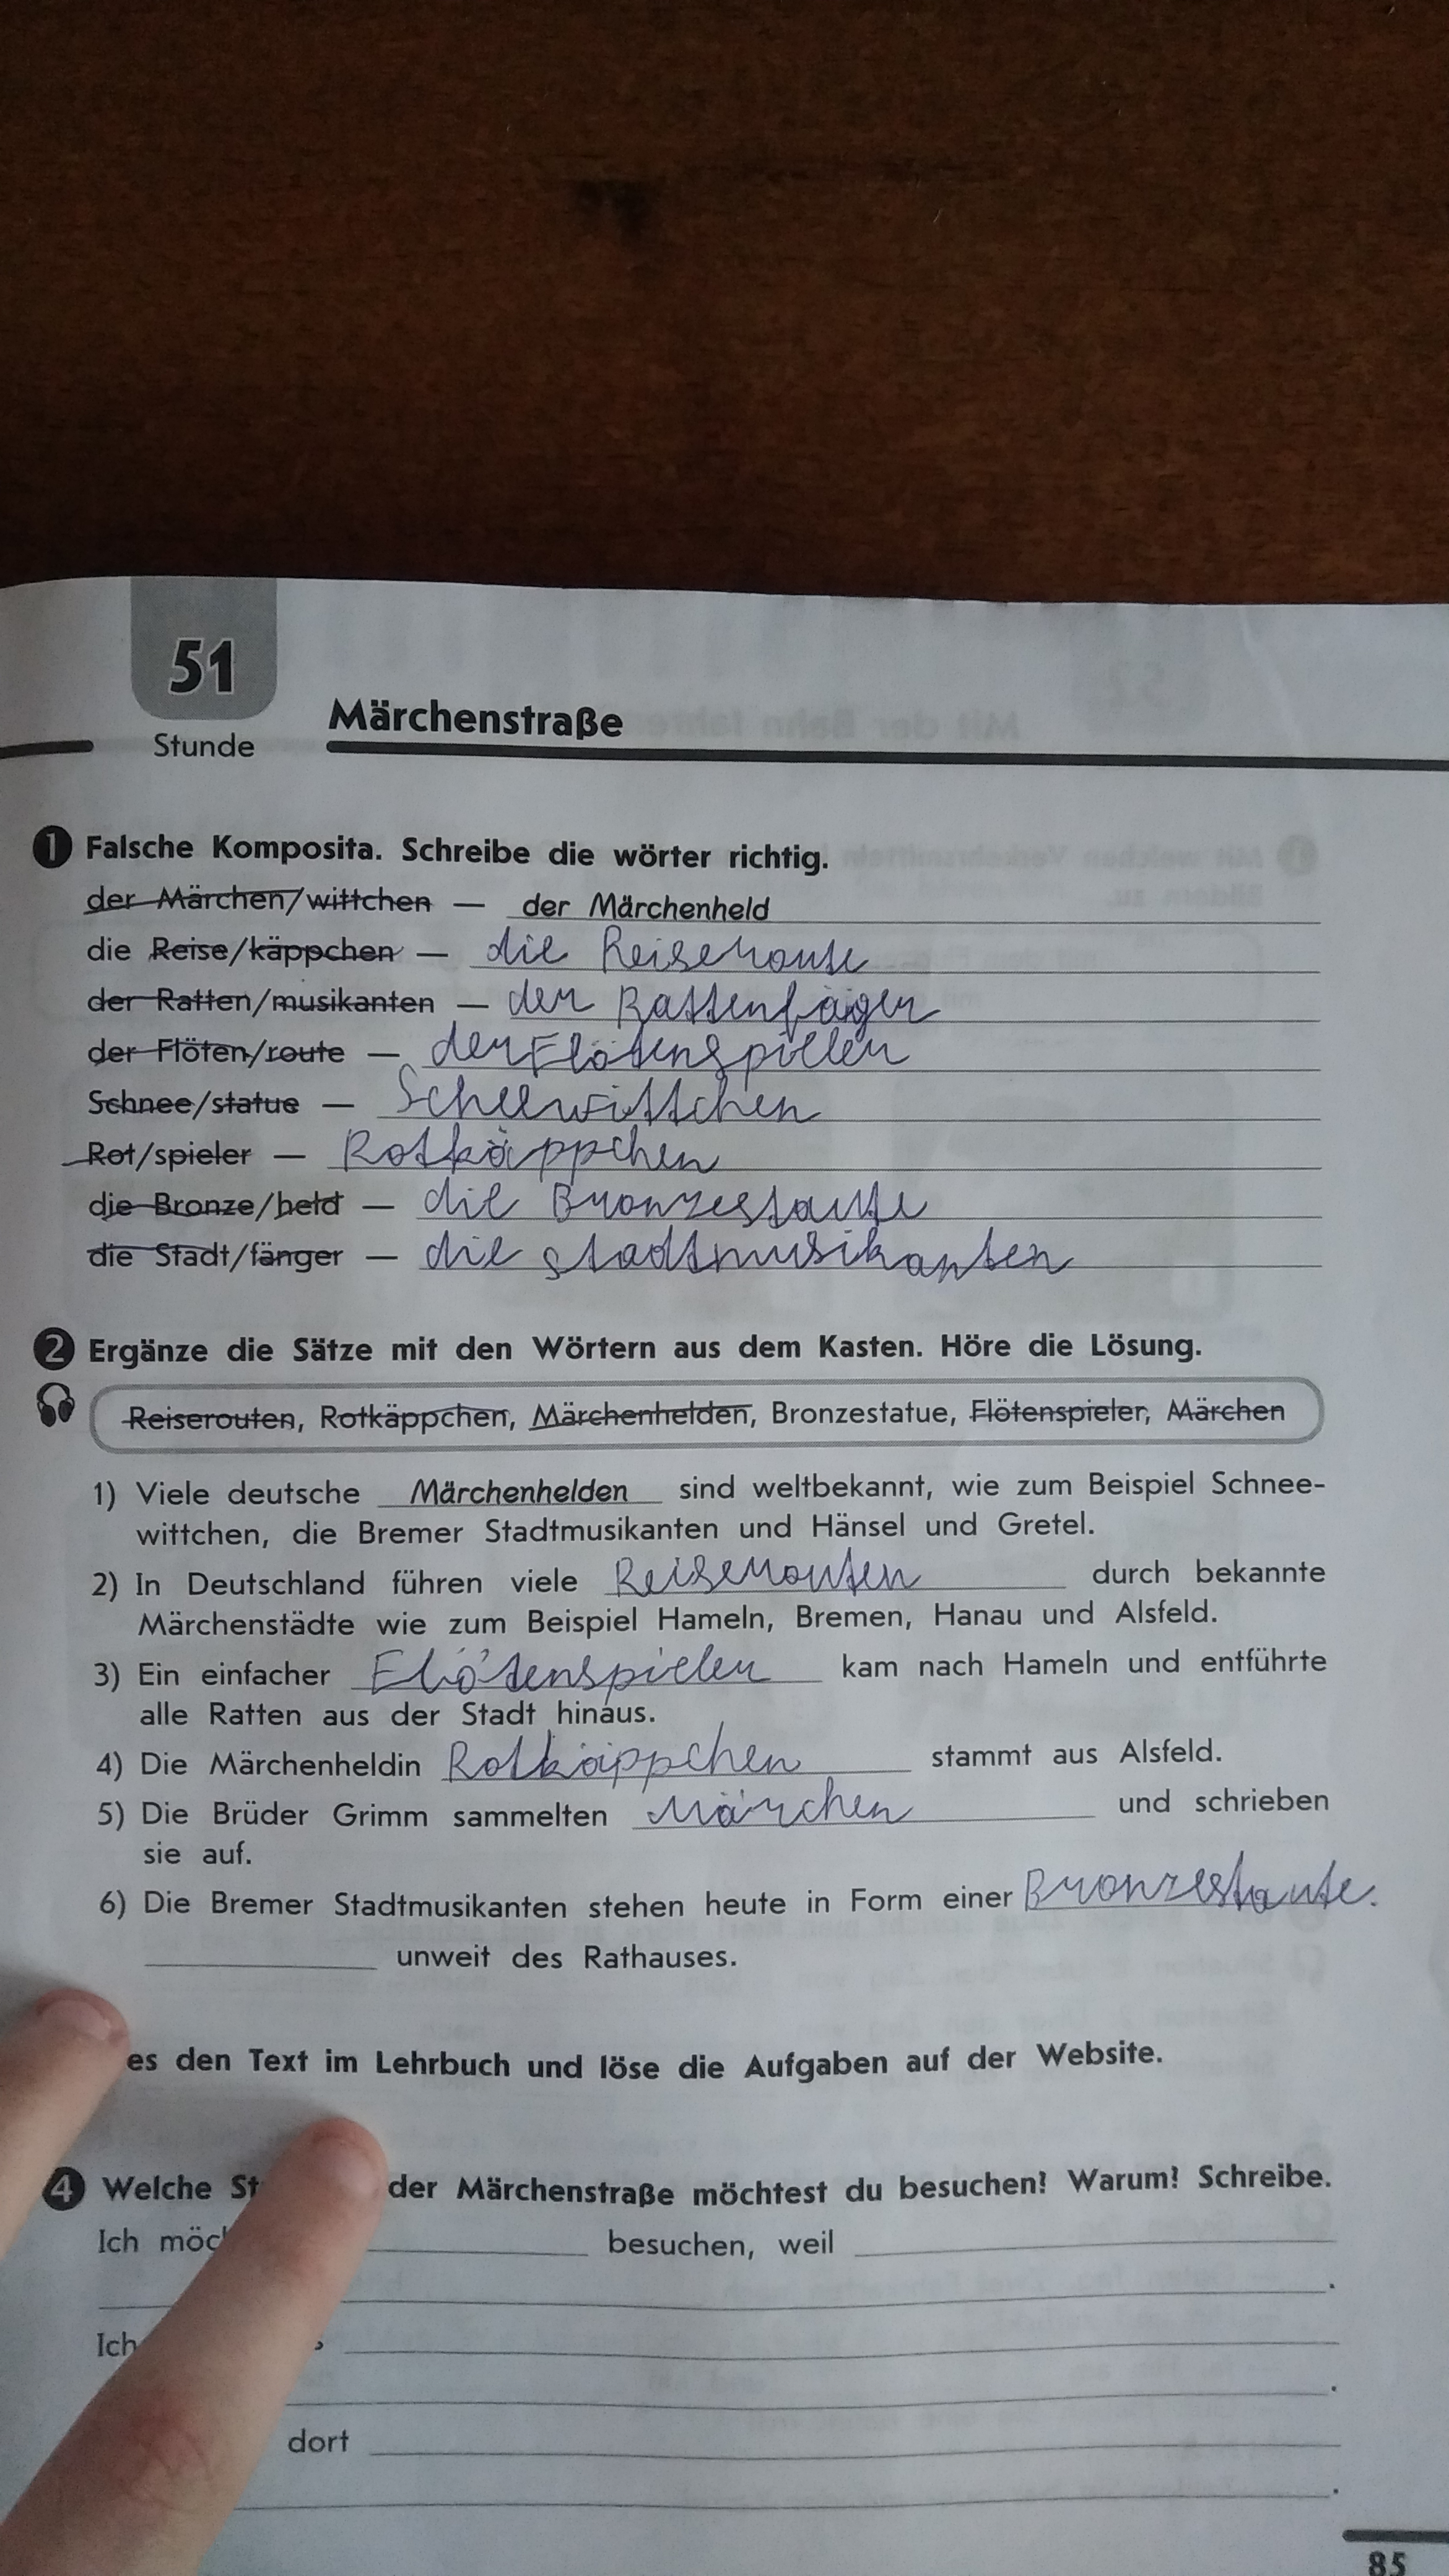 51
Stunde
Märchenstraße
1 Falsche Komposita. Schreibe die wörter richtig.
der Märchen/wittchen — der Märchenheld
die Reise/käppchen — die Reiseroute
der Ratten/musikanten — der Rattenfäger
der Flöten/route — der Flötenspieler
Schnee/statue — Scheewittchen
Rot/spieler — Rotkäppchen
die Bronze/held — die Bronzestaute
die Stadt/fänger — die stadtmusikanten
2 Ergänze die Sätze mit den Wörtern aus dem Kasten. Höre die Lösung.
Reiserouten, Rotkäppchen, Märchenhelden, Bronzestatue, Flötenspieler, Märchen
1) Viele deutsche Märchenhelden sind weltbekannt, wie zum Beispiel Schnee-
wittchen, die Bremer Stadtmusikanten und Hänsel und Gretel.
2) In Deutschland führen viele Reiserouten durch bekannte
Märchenstädte wie zum Beispiel Hameln, Bremen, Hanau und Alsfeld.
3) Ein einfacher Flötenspieler kam nach Hameln und entführte
alle Ratten aus der Stadt hinaus.
4) Die Märchenheldin Rotkäppchen stammt aus Alsfeld.
5) Die Brüder Grimm sammelten Märchen und schrieben
sie auf.
6) Die Bremer Stadtmusikanten stehen heute in Form einer Bronzestaute.
unweit des Rathauses.
es den Text im Lehrbuch und löse die Aufgaben auf der Website.
4 Welche St der Märchenstraße möchtest du besuchen? Warum? Schreibe.
Ich möc besuchen, weil
.
Ich
.
dort
.
85